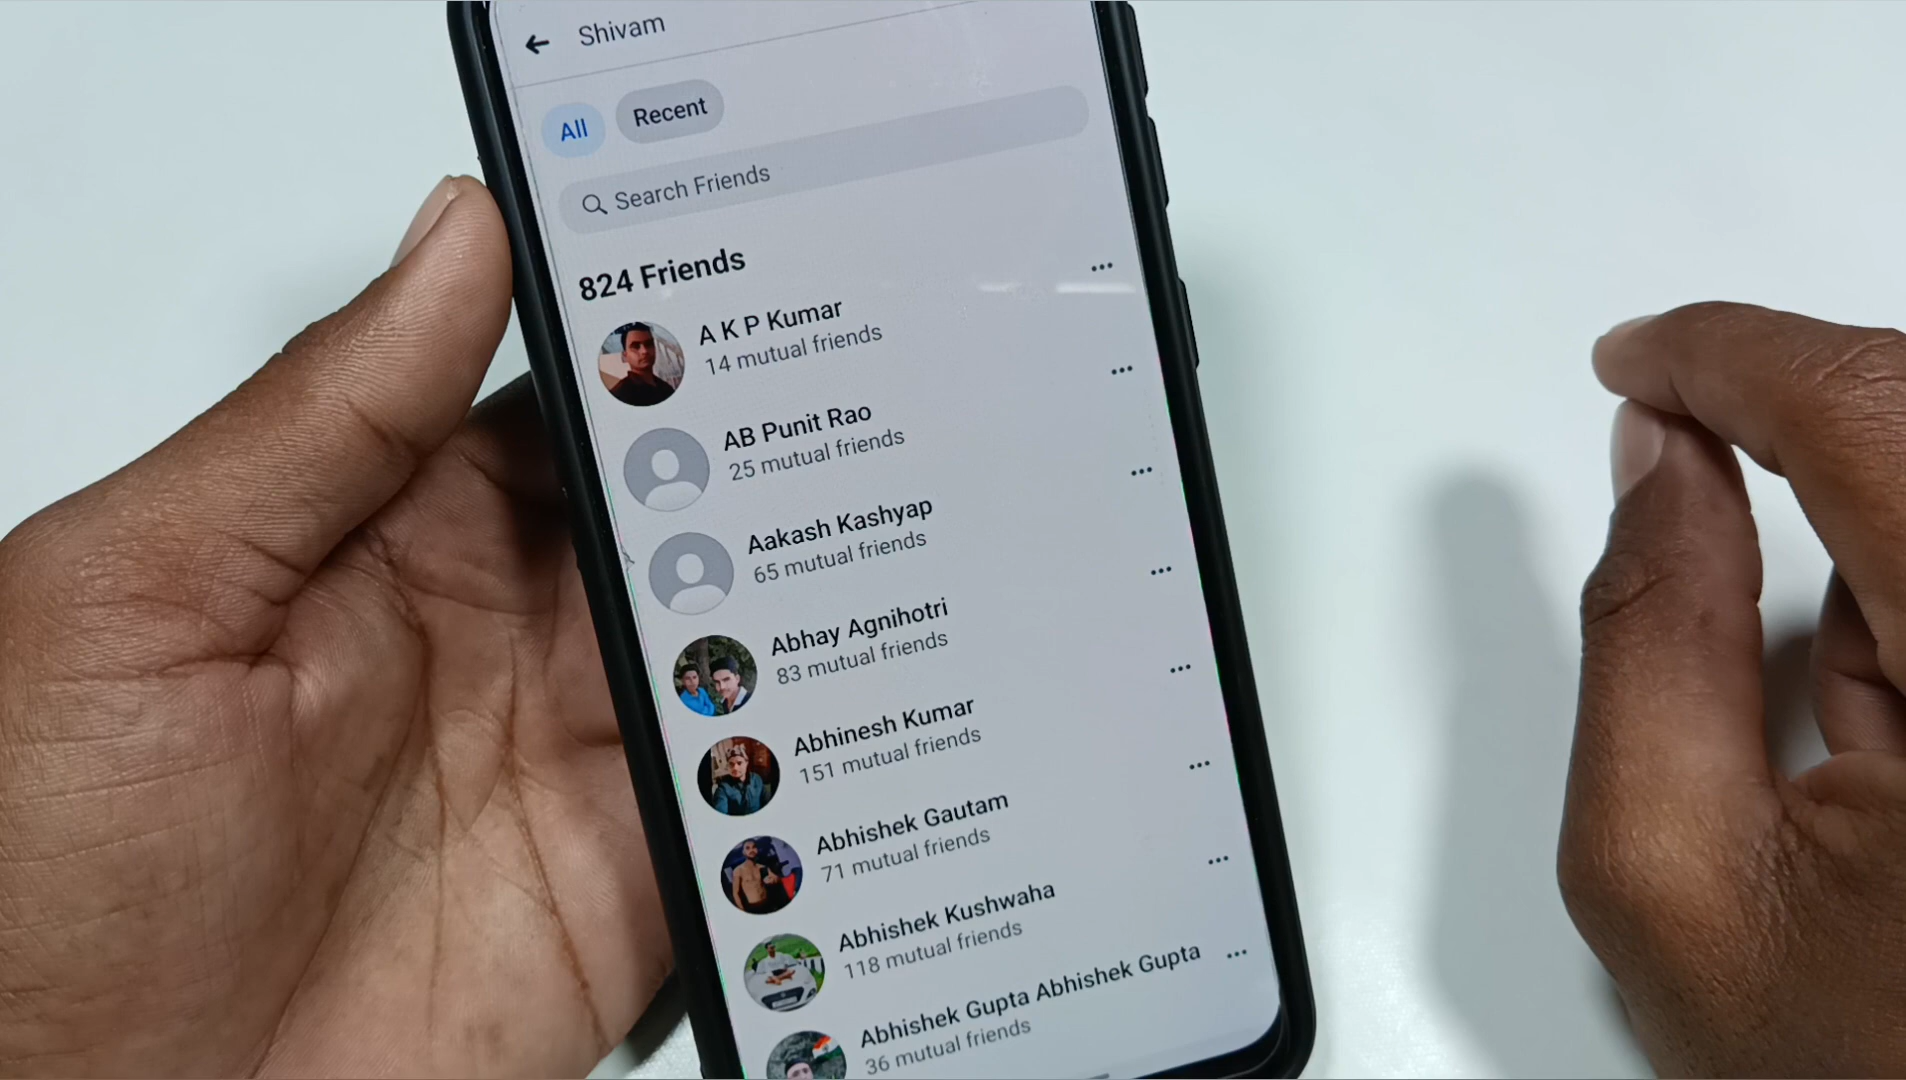 Shivam
All
Recent
Search Friends
824 Friends
A K P Kumar
14 mutual friends
AB Punit Rao
25 mutual friends
Aakash Kashyap
65 mutual friends
Abhay Agnihotri
83 mutual friends
Abhinesh Kumar
151 mutual friends
Abhishek Gautam
71 mutual friends
Abhishek Kushwaha
118 mutual friends
Abhishek Gupta Abhishek Gupta
36 mutual friends